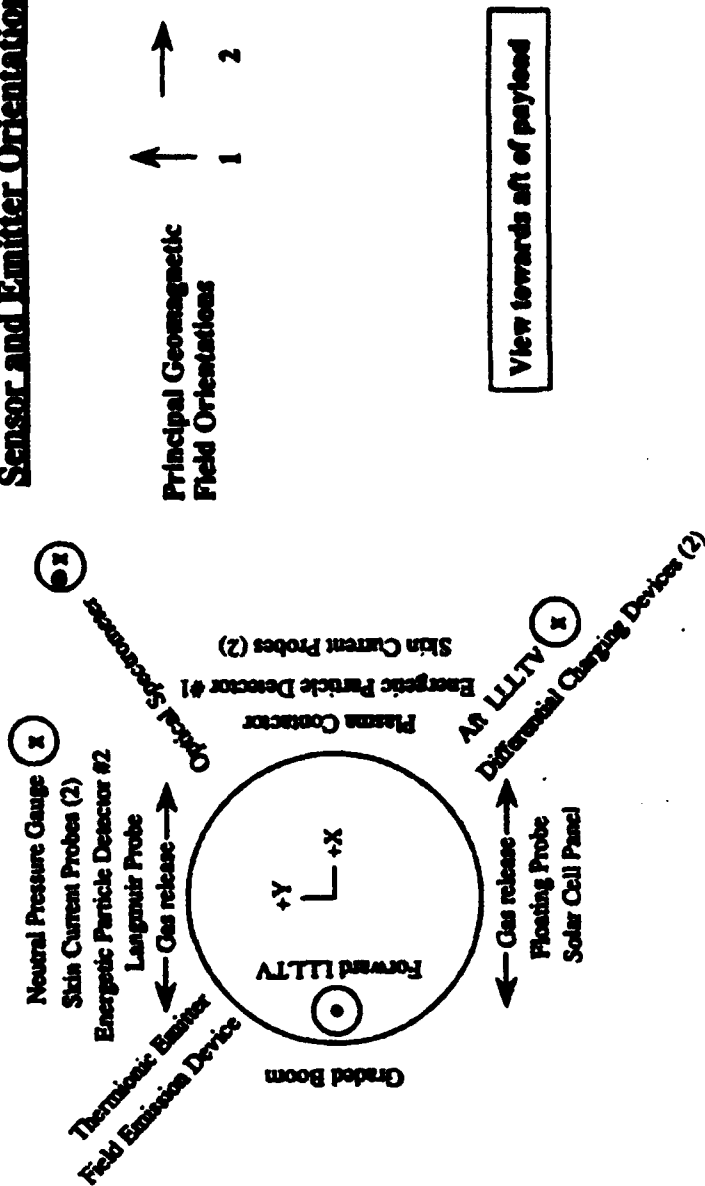 Sensor and Emitter Orientation
Neutral Pressure Gauge
x
Skin Current Probes (2)
Energetic Particle Detector #2
Langmuir Probe
Gas release
Thermionic Emitter
Field Emission Device
Optical Spectrometer
x
Graded Boom
Forward LLLTV
+Y
+X
Plasma Contactor
Energetic Particle Detector #1
Skin Current Probes (2)
Gas release
Floating Probe
Solar Cell Panel
Aft LLLTV
x
Differential Charging Devices (2)
Principal Geomagnetic
Field Orientations
1
2
View towards aft of payload